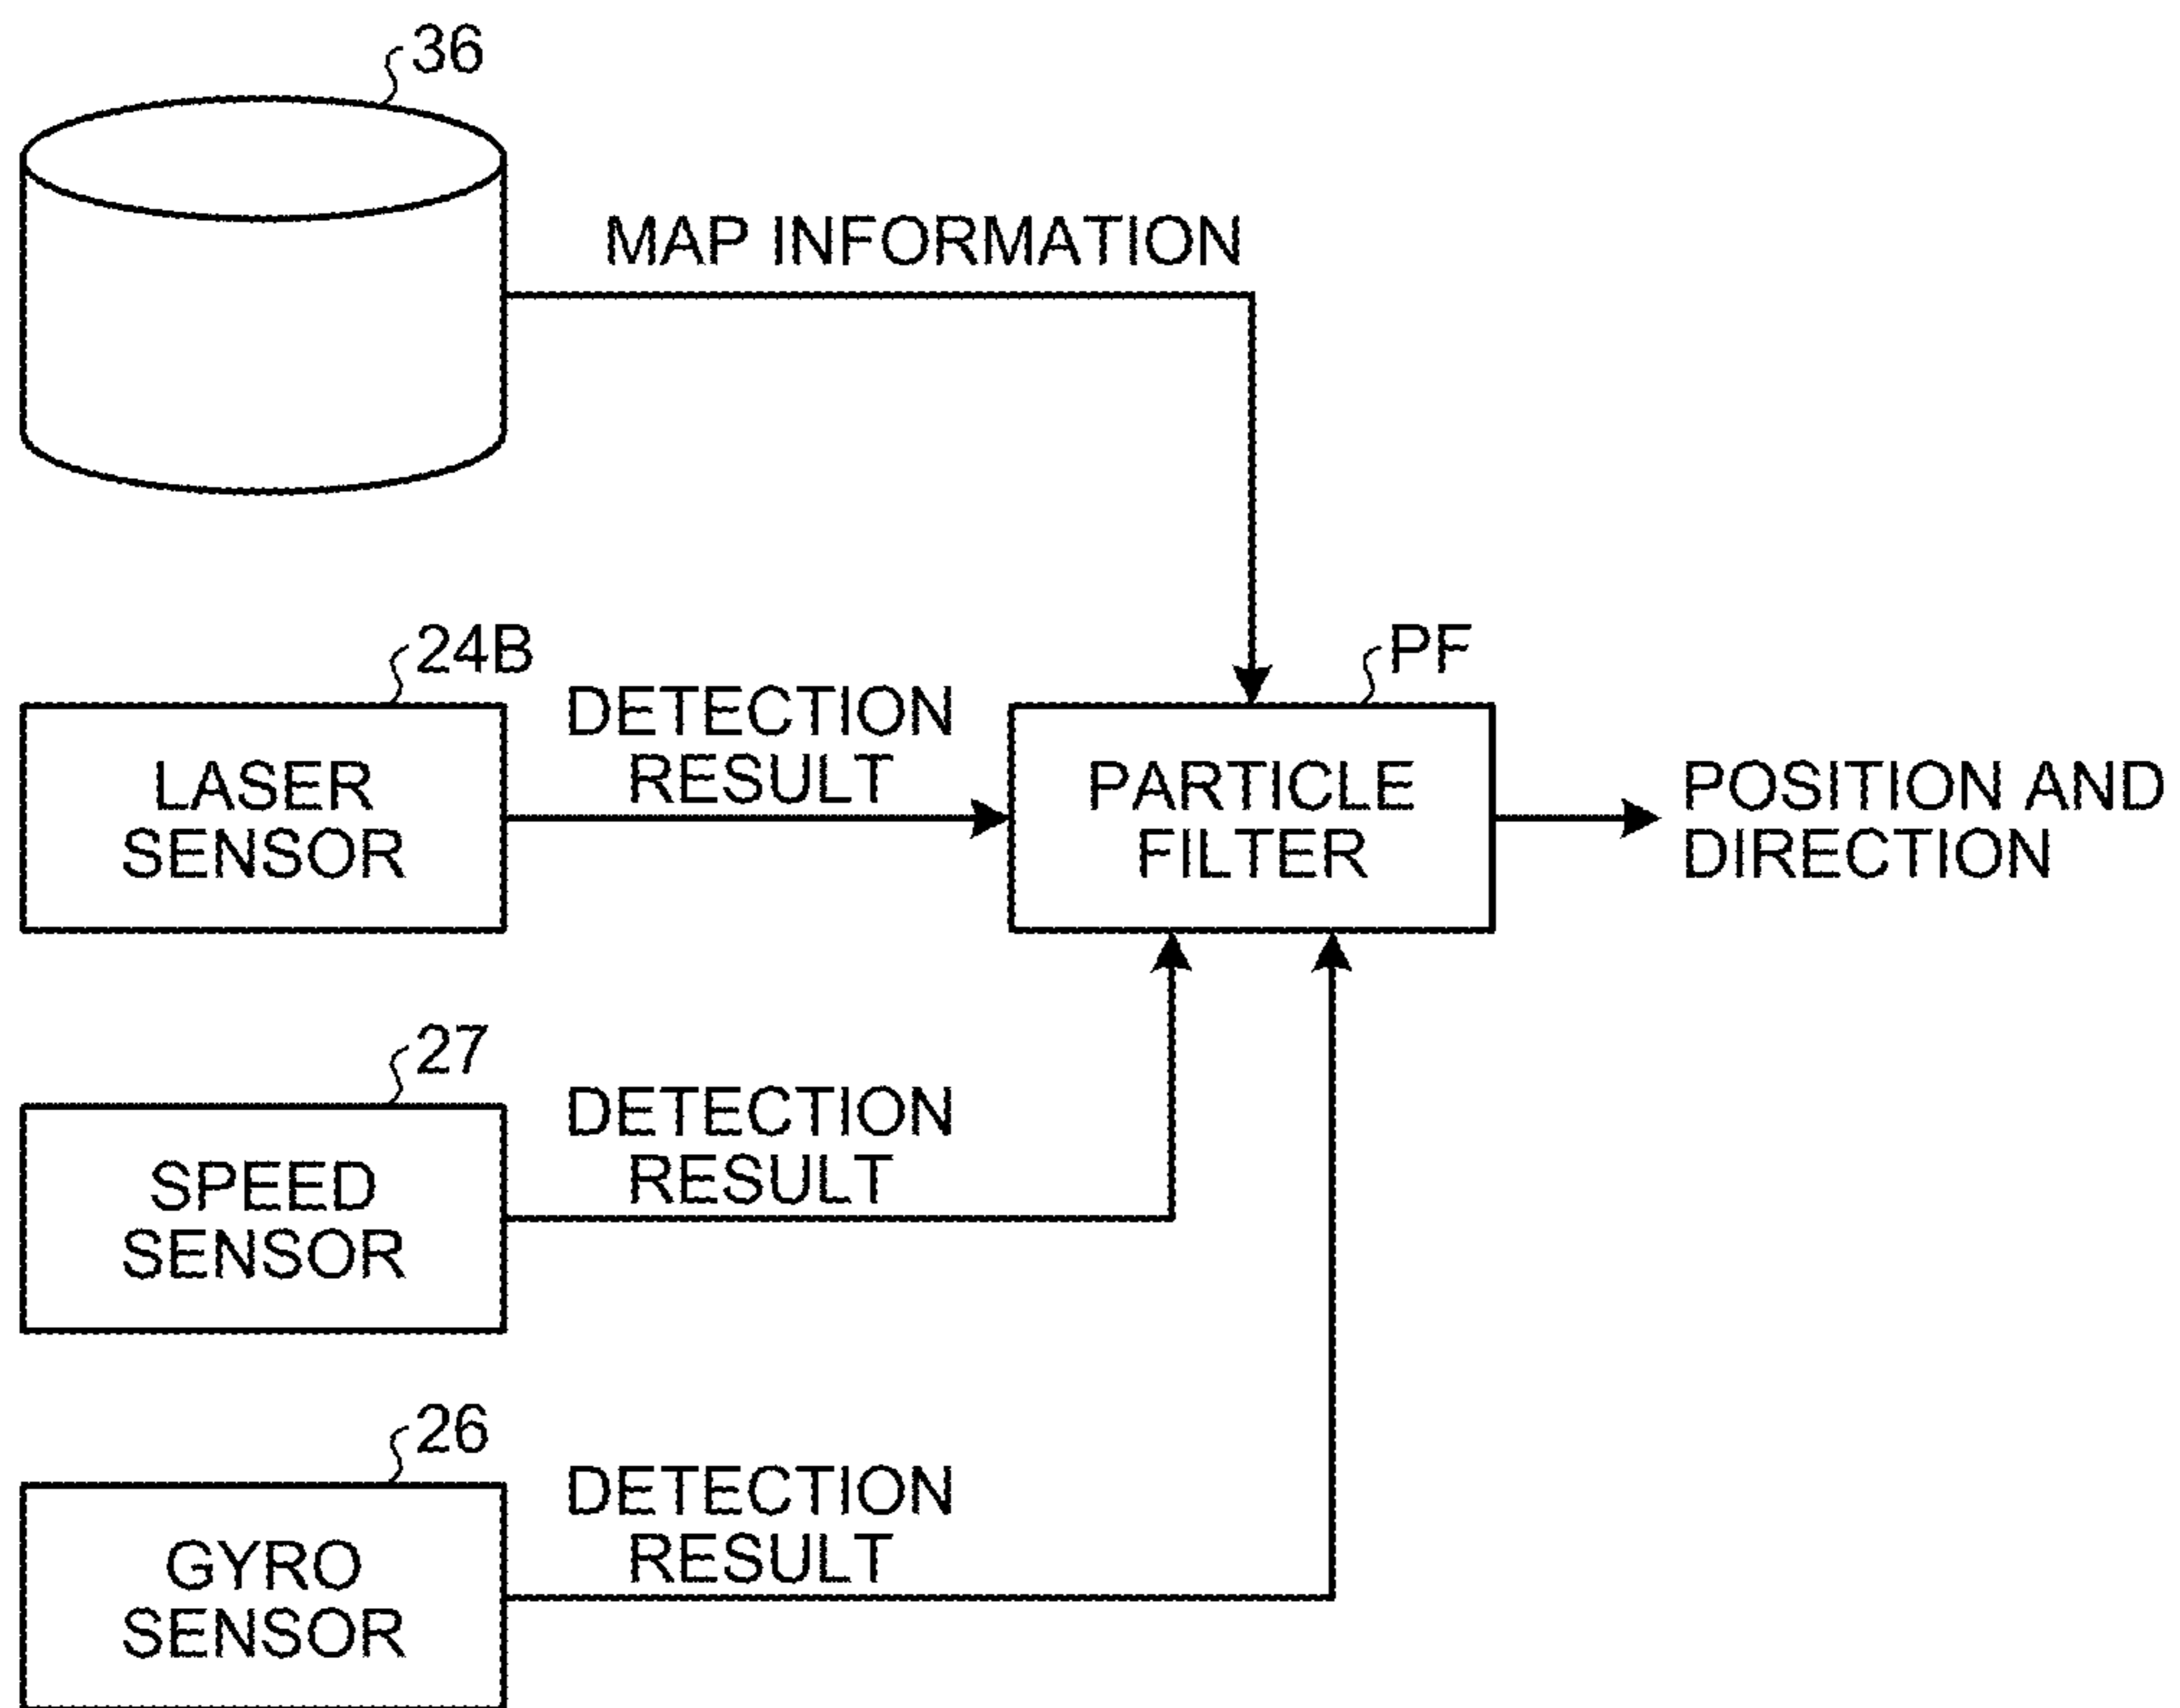 36
MAP INFORMATION
24B
DETECTION
RESULT
LASER
SENSOR
PF
PARTICLE
FILTER
POSITION AND
DIRECTION
27
DETECTION
RESULT
SPEED
SENSOR
26
DETECTION
RESULT
GYRO
SENSOR